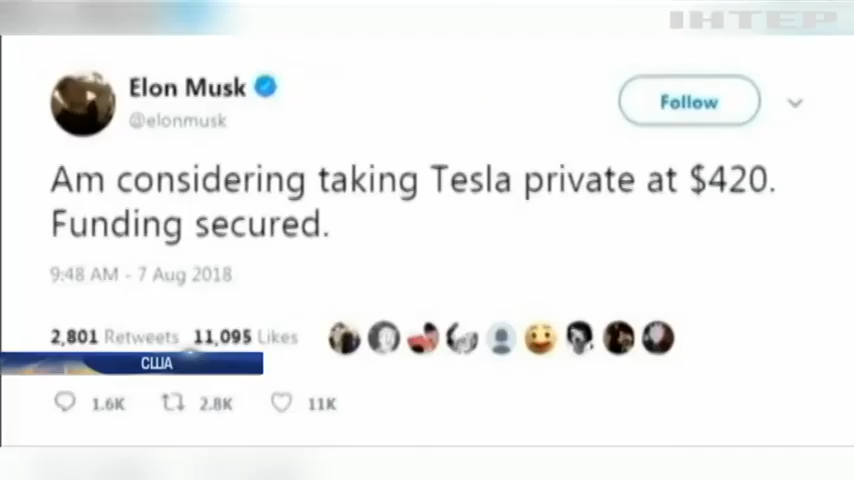 ІНТЕР
Elon Musk
@elonmusk
Follow
Am considering taking Tesla private at $420.
Funding secured.
9:48 AM - 7 Aug 2018
2,801 Retweets 11,095 Likes
США
1.6K 2.8K 11K